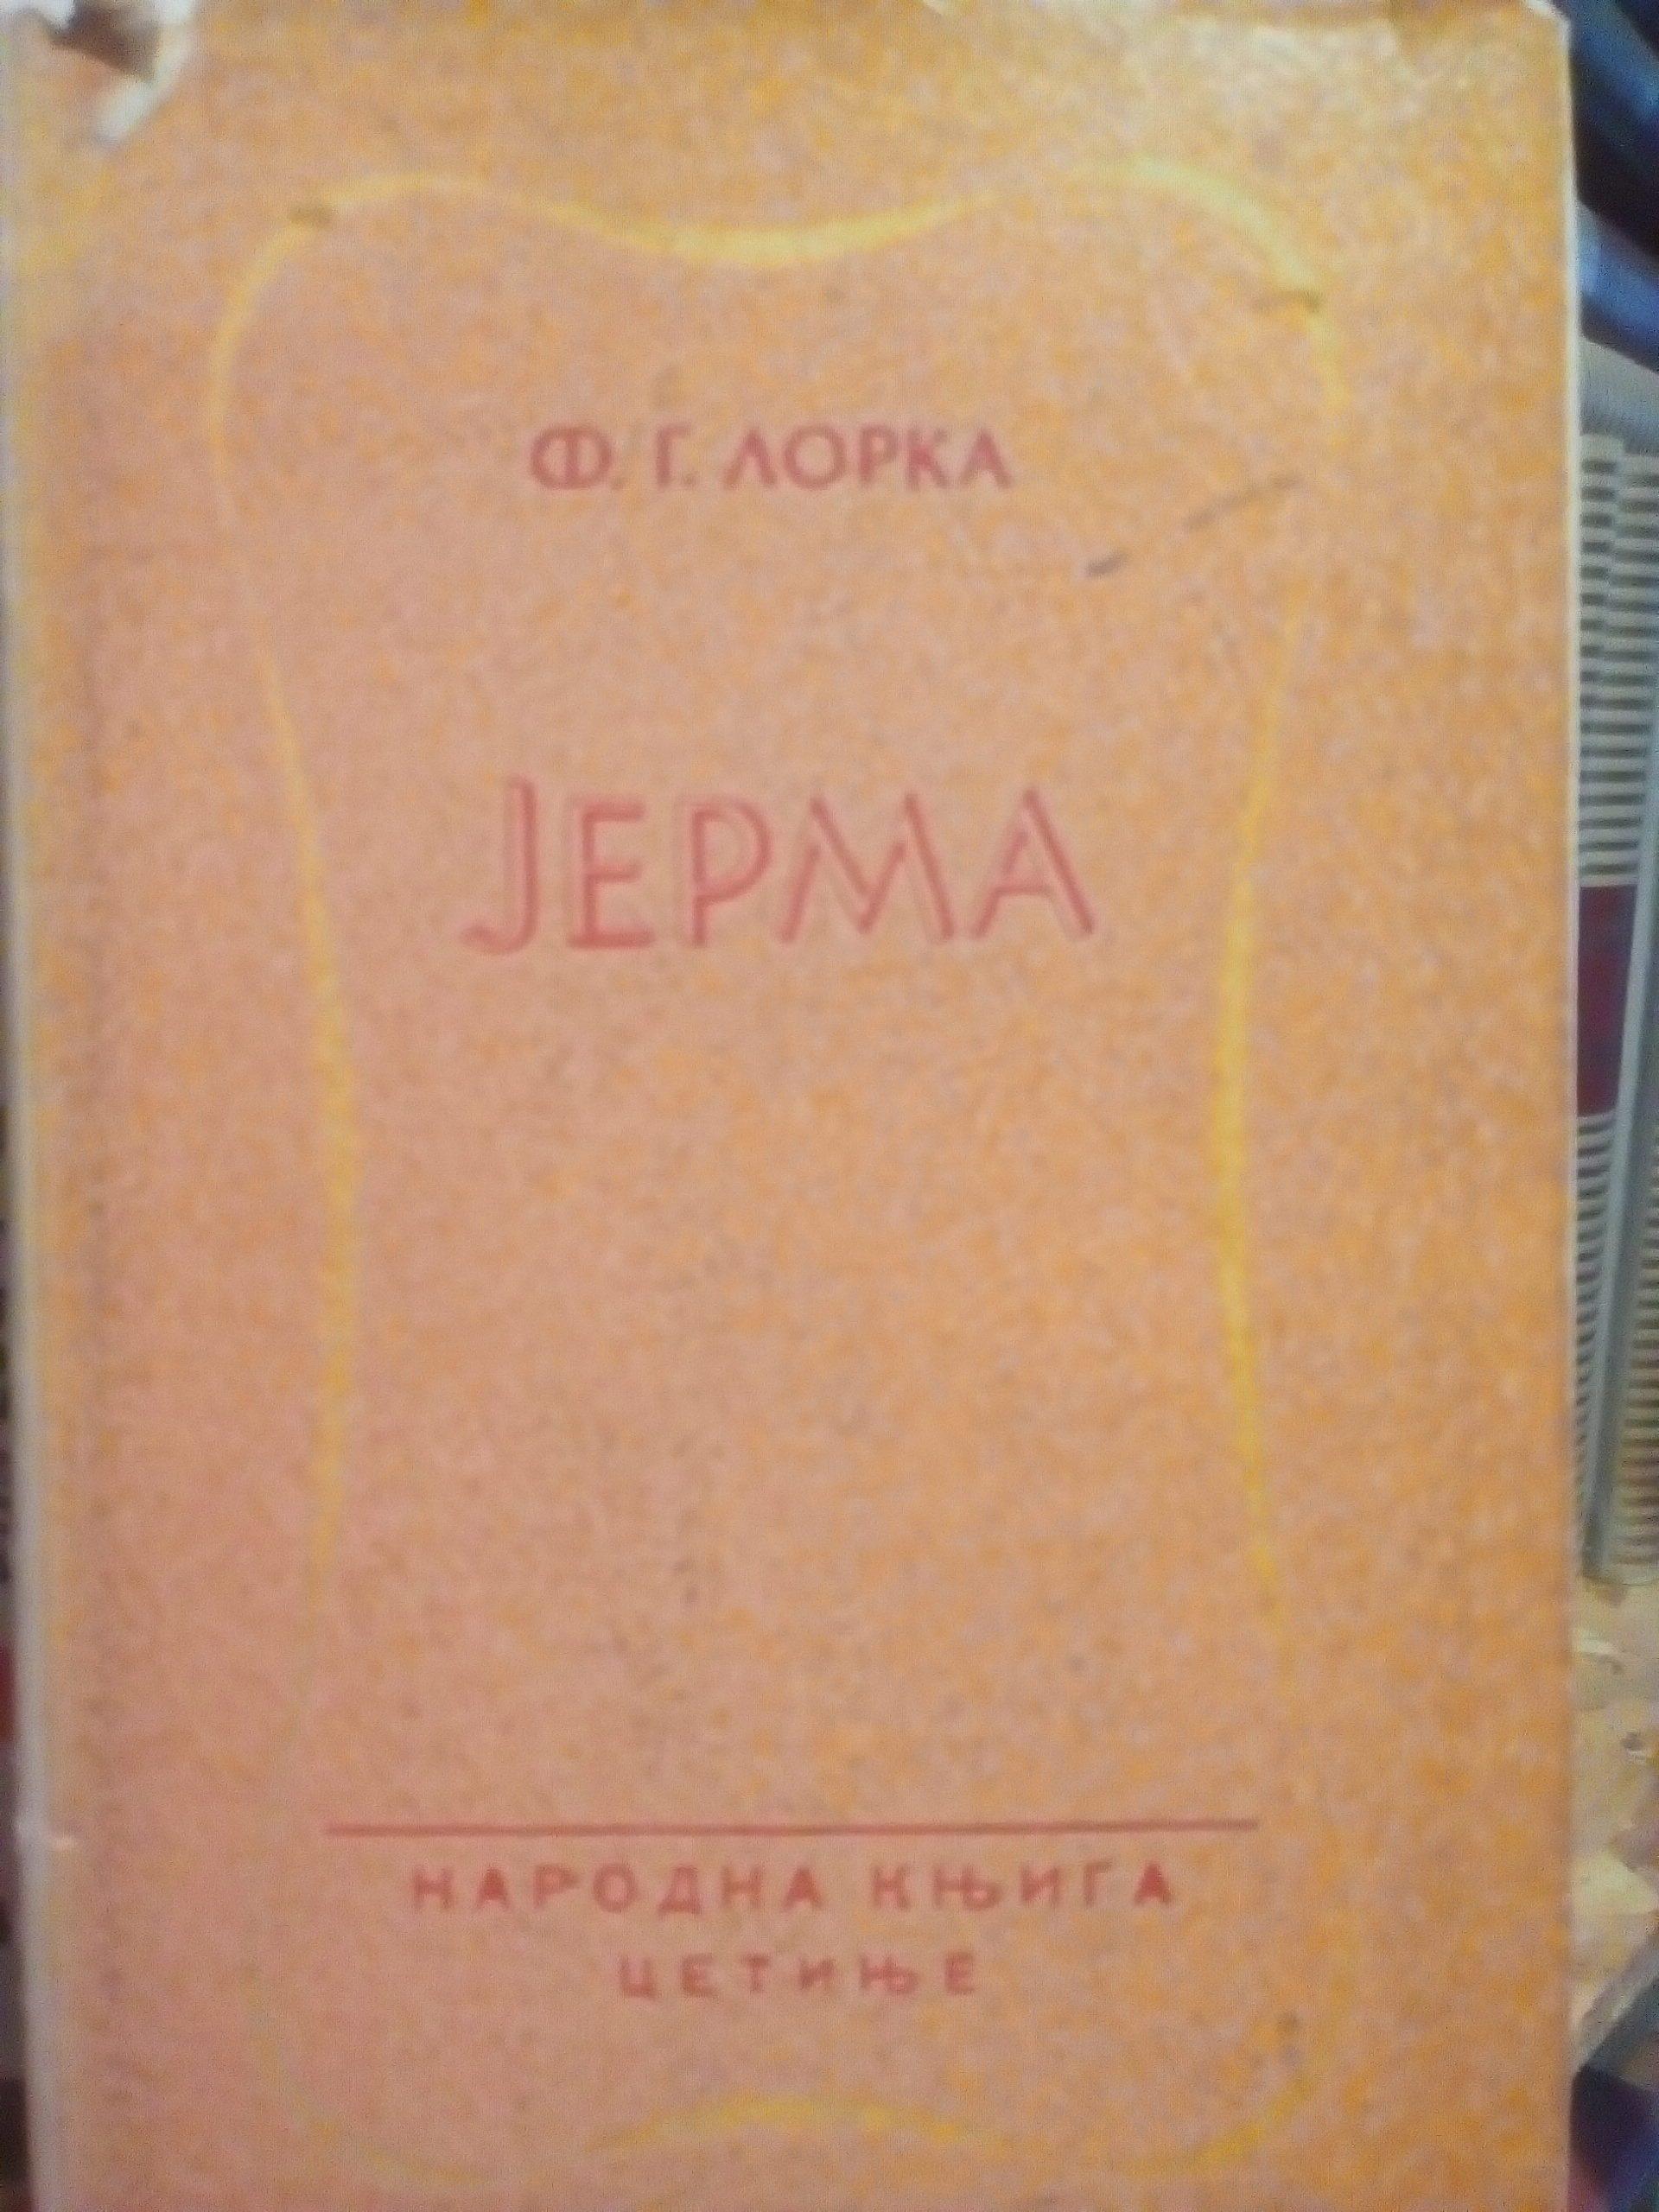 Ф. Г. ЛОРКА
ЈЕРМА
НАРОДНА КЊИГА
ЦЕТИЊЕ